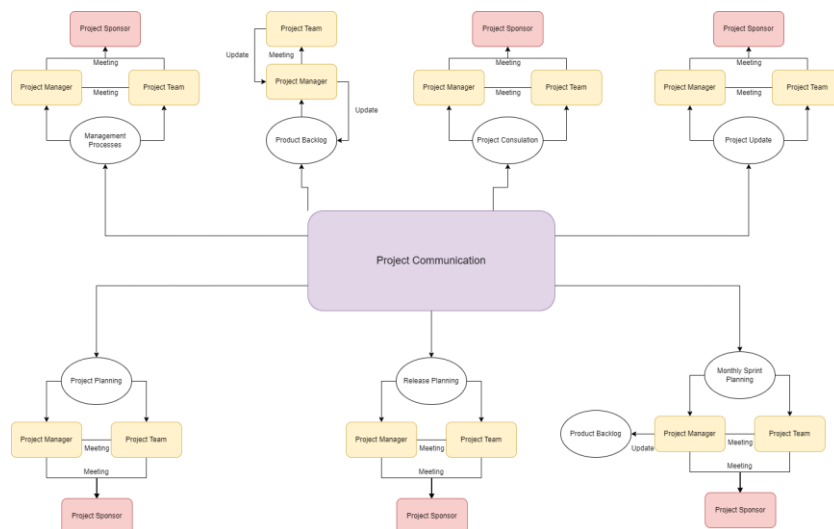 Project Sponsor
Meeting
Project Manager
Meeting
Project Team
Management
Processes
Project Team
Update
Meeting
Project Manager
Update
Product Backlog
Project Sponsor
Meeting
Project Manager
Meeting
Project Team
Project Consulation
Project Sponsor
Meeting
Project Manager
Meeting
Project Team
Project Update
Project Communication
Project Planning
Project Manager
Meeting
Project Team
Meeting
Project Sponsor
Release Planning
Project Manager
Meeting
Project Team
Meeting
Project Sponsor
Monthly Sprint
Planning
Product Backlog
Update
Project Manager
Meeting
Project Team
Meeting
Project Sponsor